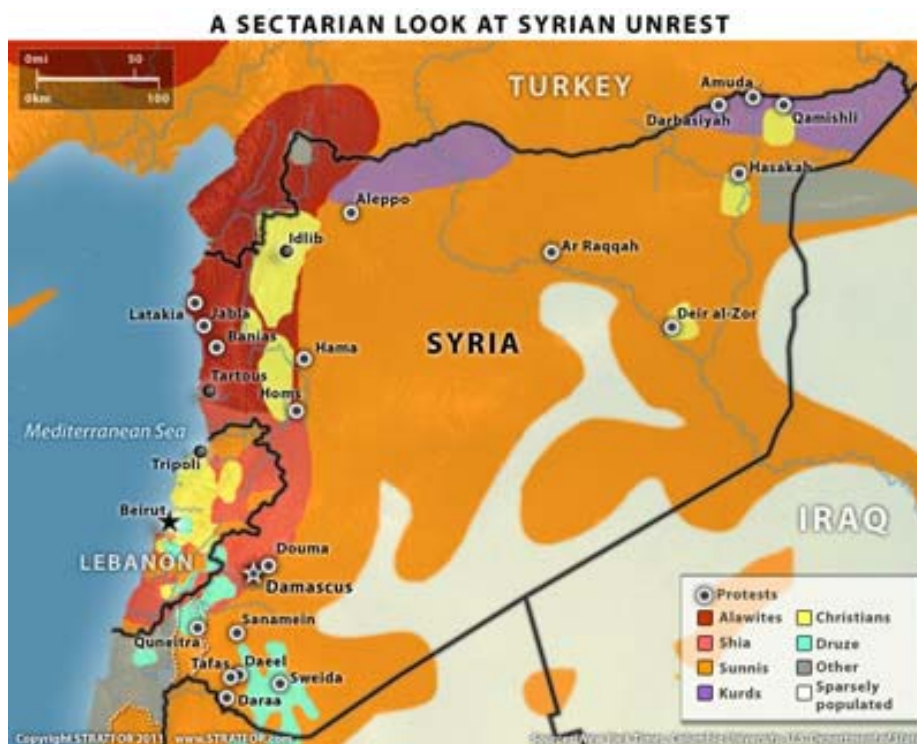 A SECTARIAN LOOK AT SYRIAN UNREST
0mi 50
0km 100
TURKEY
Amuda
Darbasiyah
Qamishli
Hasakah
Aleppo
Idlib
Ar Raqqah
Latakia
Jabla
Deir al-Zor
Banias
SYRIA
Hama
Tartous
Homs
Mediterranean Sea
Tripoli
Beirut
IRAQ
LEBANON
Douma
Damascus
Sanamein
Quneitra
Tafas
Daeel
Sweida
Daraa
Protests
Alawites
Christians
Shia
Druze
Sunnis
Other
Kurds
Sparsely
populated
Copyright STRATFOR 2011 www.STRATFOR.com